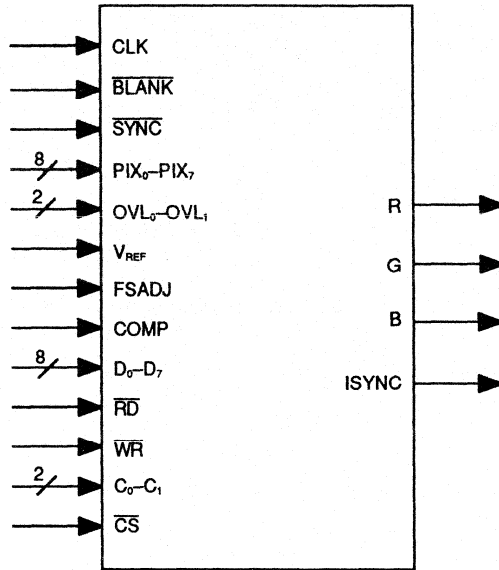 CLK
BLANK
SYNC
8
PIX₀–PIX₇
2
OVL₀–OVL₁
R
V_REF
G
FSADJ
B
COMP
8
D₀–D₇
ISYNC
RD
WR
2
C₀–C₁
CS